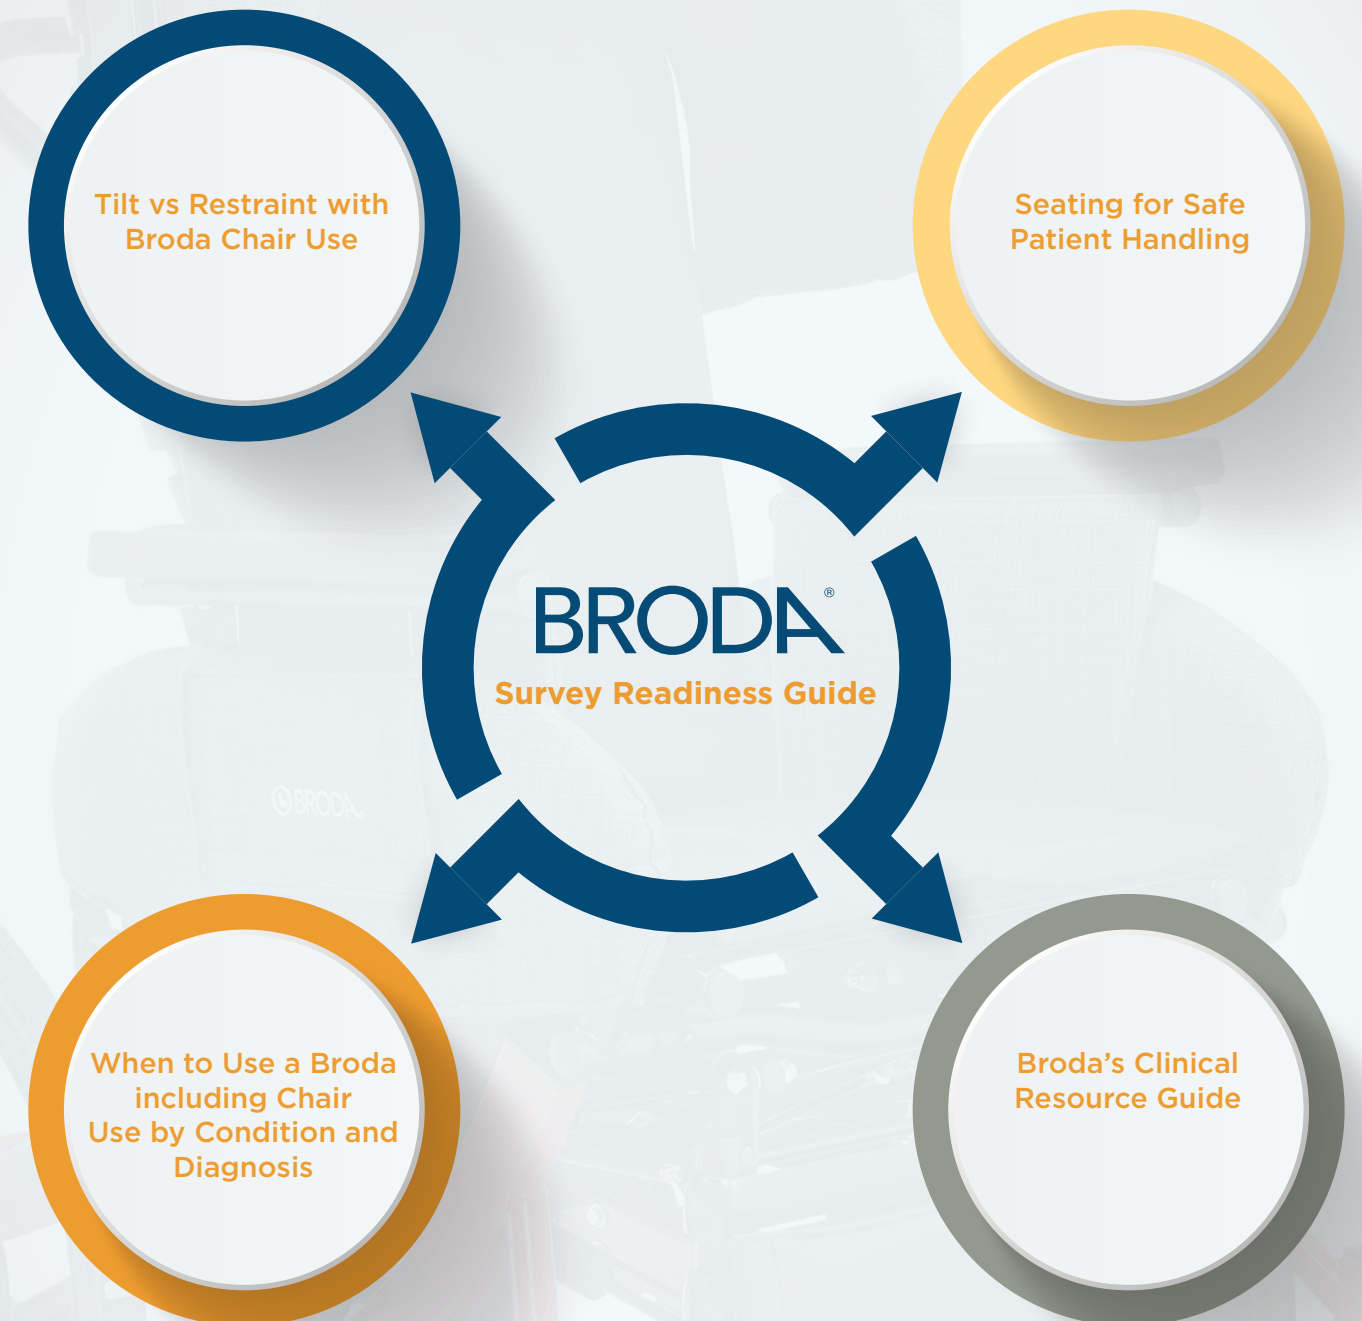 Tilt vs Restraint with
Broda Chair Use
Seating for Safe
Patient Handling
BRODA®
Survey Readiness Guide
BRODA
When to Use a Broda
including Chair
Use by Condition and
Diagnosis
Broda's Clinical
Resource Guide